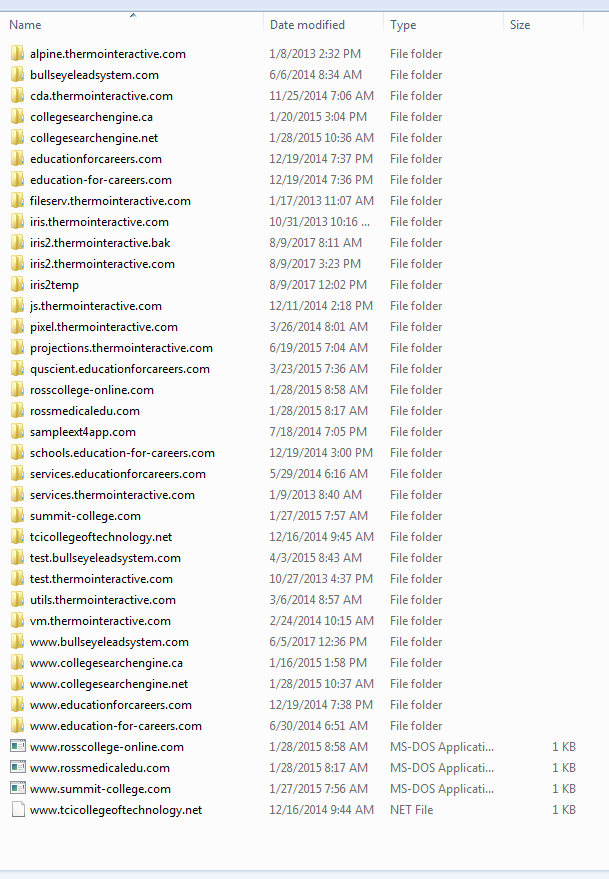 Name Date modified Type Size
alpine.thermointeractive.com 1/8/2013 2:32 PM File folder
bullseyeleadsystem.com 6/6/2014 8:34 AM File folder
cda.thermointeractive.com 11/25/2014 7:06 AM File folder
collegesearchengine.ca 1/20/2015 3:04 PM File folder
collegesearchengine.net 1/28/2015 10:36 AM File folder
educationforcareers.com 12/19/2014 7:37 PM File folder
education-for-careers.com 12/19/2014 7:36 PM File folder
fileserv.thermointeractive.com 1/17/2013 11:07 AM File folder
iris.thermointeractive.com 10/31/2013 10:16 ... File folder
iris2.thermointeractive.bak 8/9/2017 8:11 AM File folder
iris2.thermointeractive.com 8/9/2017 3:23 PM File folder
iris2temp 8/9/2017 12:02 PM File folder
js.thermointeractive.com 12/11/2014 2:18 PM File folder
pixel.thermointeractive.com 3/26/2014 8:01 AM File folder
projections.thermointeractive.com 6/19/2015 7:04 AM File folder
quscient.educationforcareers.com 3/23/2015 7:36 AM File folder
rosscollege-online.com 1/28/2015 8:58 AM File folder
rossmedicaledu.com 1/28/2015 8:17 AM File folder
sampleext4app.com 7/18/2014 7:05 PM File folder
schools.education-for-careers.com 12/19/2014 3:00 PM File folder
services.educationforcareers.com 5/29/2014 6:16 AM File folder
services.thermointeractive.com 1/9/2013 8:40 AM File folder
summit-college.com 1/27/2015 7:57 AM File folder
tcicollegeoftechnology.net 12/16/2014 9:45 AM File folder
test.bullseyeleadsystem.com 4/3/2015 8:43 AM File folder
test.thermointeractive.com 10/27/2013 4:37 PM File folder
utils.thermointeractive.com 3/6/2014 8:57 AM File folder
vm.thermointeractive.com 2/24/2014 10:15 AM File folder
www.bullseyeleadsystem.com 6/5/2017 12:36 PM File folder
www.collegesearchengine.ca 1/16/2015 1:58 PM File folder
www.collegesearchengine.net 1/28/2015 10:37 AM File folder
www.educationforcareers.com 12/19/2014 7:38 PM File folder
www.education-for-careers.com 6/30/2014 6:51 AM File folder
www.rosscollege-online.com 1/28/2015 8:58 AM MS-DOS Applicati... 1 KB
www.rossmedicaledu.com 1/28/2015 8:17 AM MS-DOS Applicati... 1 KB
www.summit-college.com 1/27/2015 7:56 AM MS-DOS Applicati... 1 KB
www.tcicollegeoftechnology.net 12/16/2014 9:44 AM NET File 1 KB